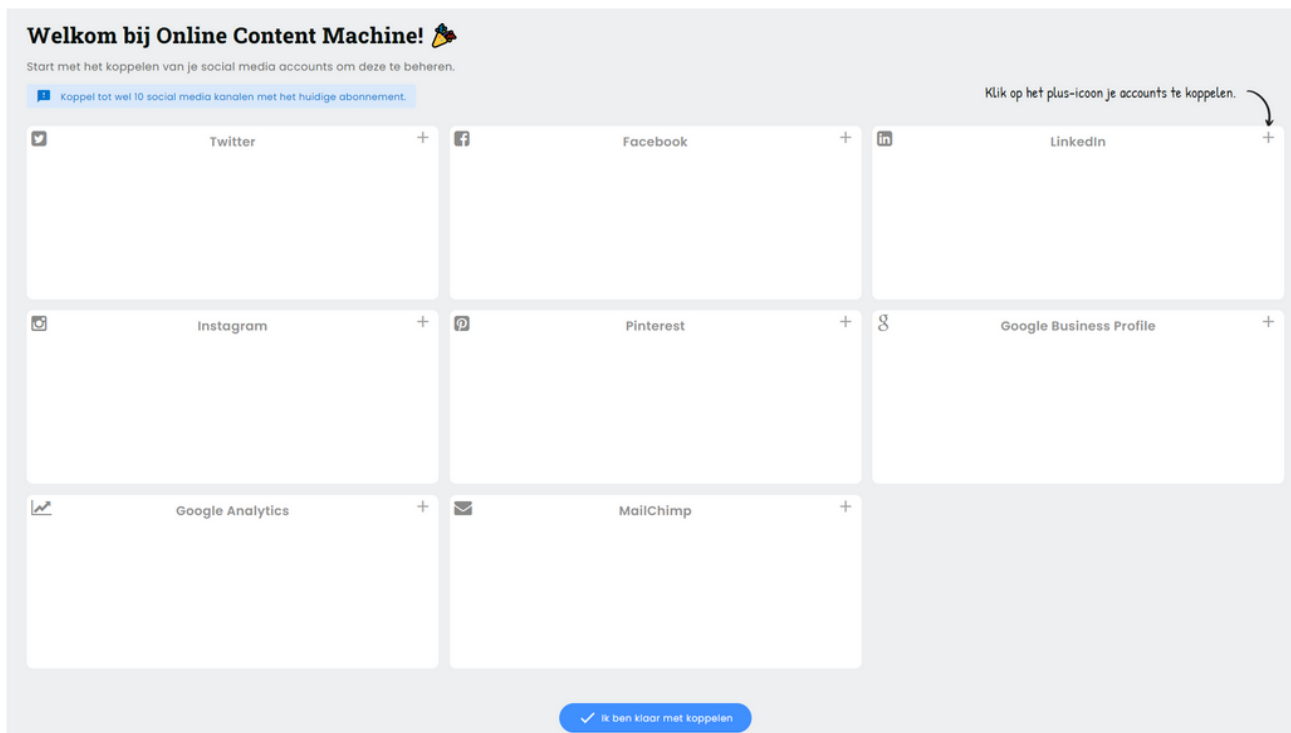 Welkom bij Online Content Machine!
Start met het koppelen van je social media accounts om deze te beheren.
Koppel tot wel 10 social media kanalen met het huidige abonnement.
Klik op het plus-icoon je accounts te koppelen.
Twitter
Facebook
LinkedIn
Instagram
Pinterest
Google Business Profile
Google Analytics
MailChimp
Ik ben klaar met koppelen